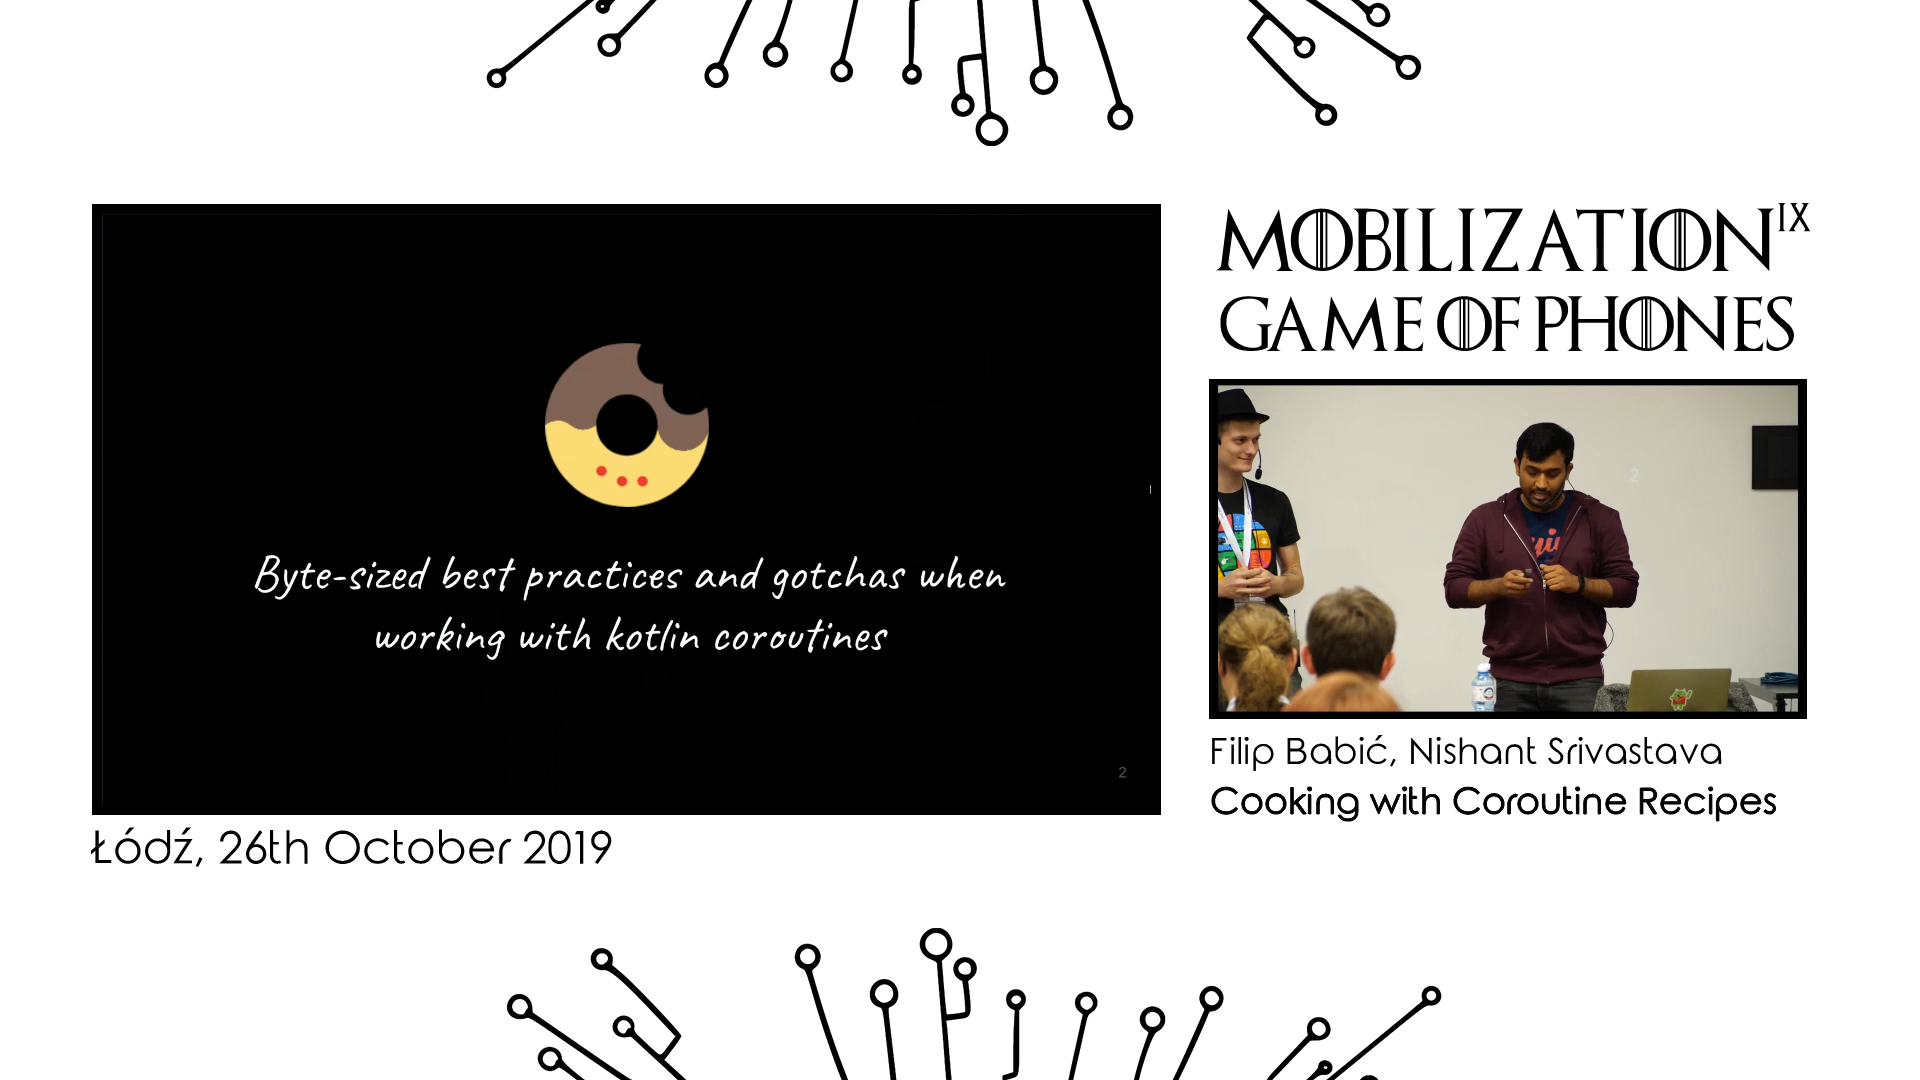 MOBILIZATION IX
GAME OF PHONES
Byte-sized best practices and gotchas when
working with kotlin coroutines
2
2
Filip Babić, Nishant Srivastava
Cooking with Coroutine Recipes
Łódź, 26th October 2019